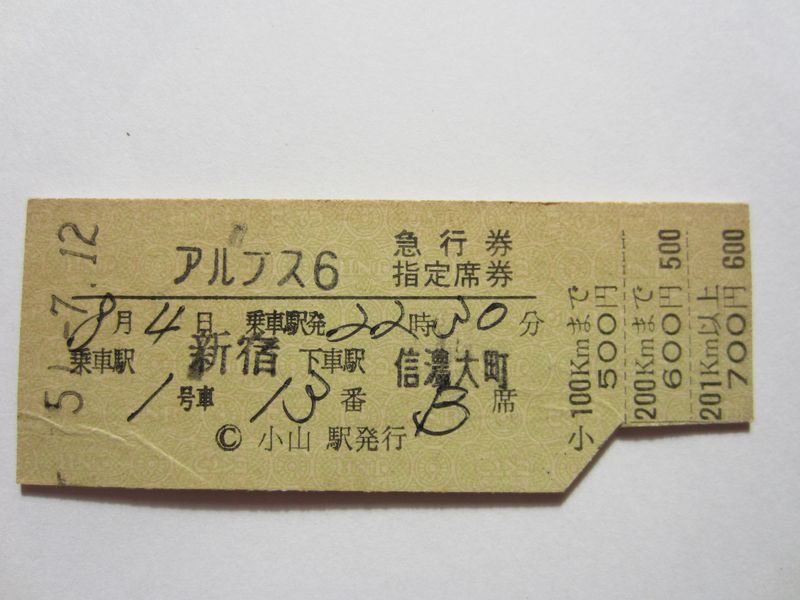 51.-7.12
アルプス6
急行券
指定席券
8月4日 乗車駅発22時30分
乗車駅 新宿 下車駅 信濃大町
1号車 13番 B席
Ⓒ 小山 駅発行
小
100Kmまで
500円
200Kmまで 500
600円
201Km以上 600
700円